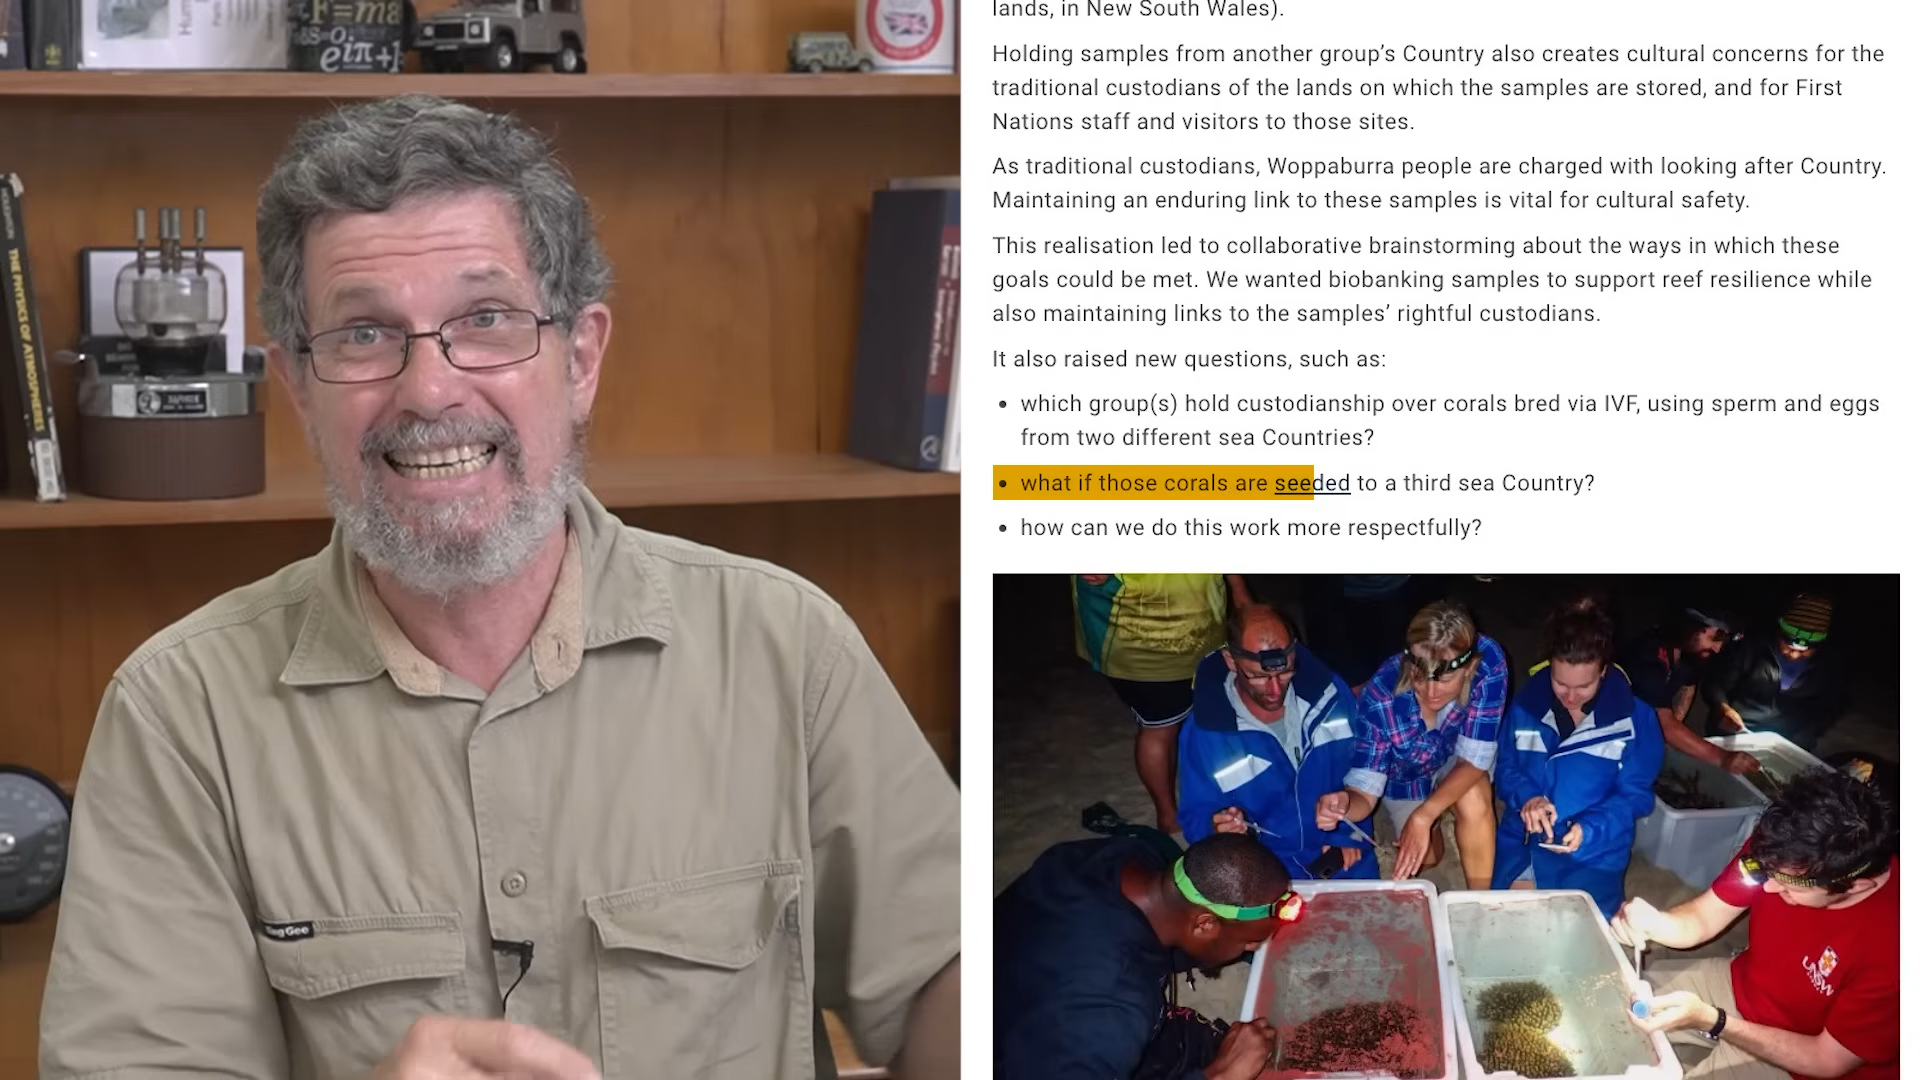 F=ma
eiπ+1
THE PHYSICS OF ATMOSPHERES
KingGee
lands, in New South Wales).
Holding samples from another group’s Country also creates cultural concerns for the
traditional custodians of the lands on which the samples are stored, and for First
Nations staff and visitors to those sites.
As traditional custodians, Woppaburra people are charged with looking after Country.
Maintaining an enduring link to these samples is vital for cultural safety.
This realisation led to collaborative brainstorming about the ways in which these
goals could be met. We wanted biobanking samples to support reef resilience while
also maintaining links to the samples’ rightful custodians.
It also raised new questions, such as:
• which group(s) hold custodianship over corals bred via IVF, using sperm and eggs
from two different sea Countries?
• what if those corals are seeded to a third sea Country?
• how can we do this work more respectfully?
UNSW